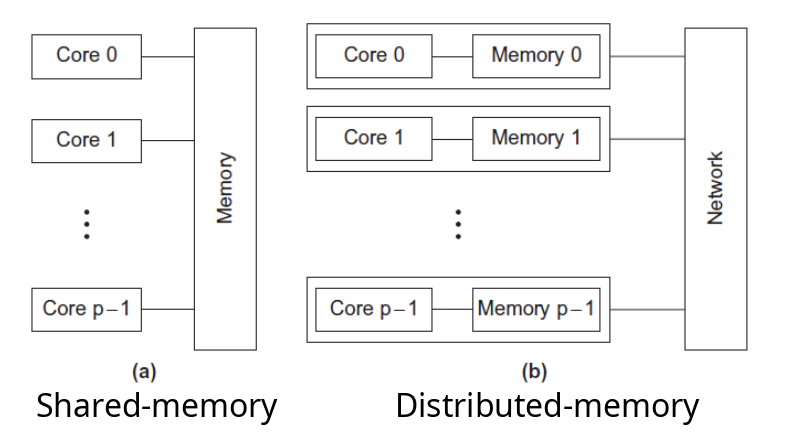 Core 0
Core 1
Core p−1
Memory
(a)
Shared-memory
Core 0
Memory 0
Core 1
Memory 1
Core p−1
Memory p−1
Network
(b)
Distributed-memory